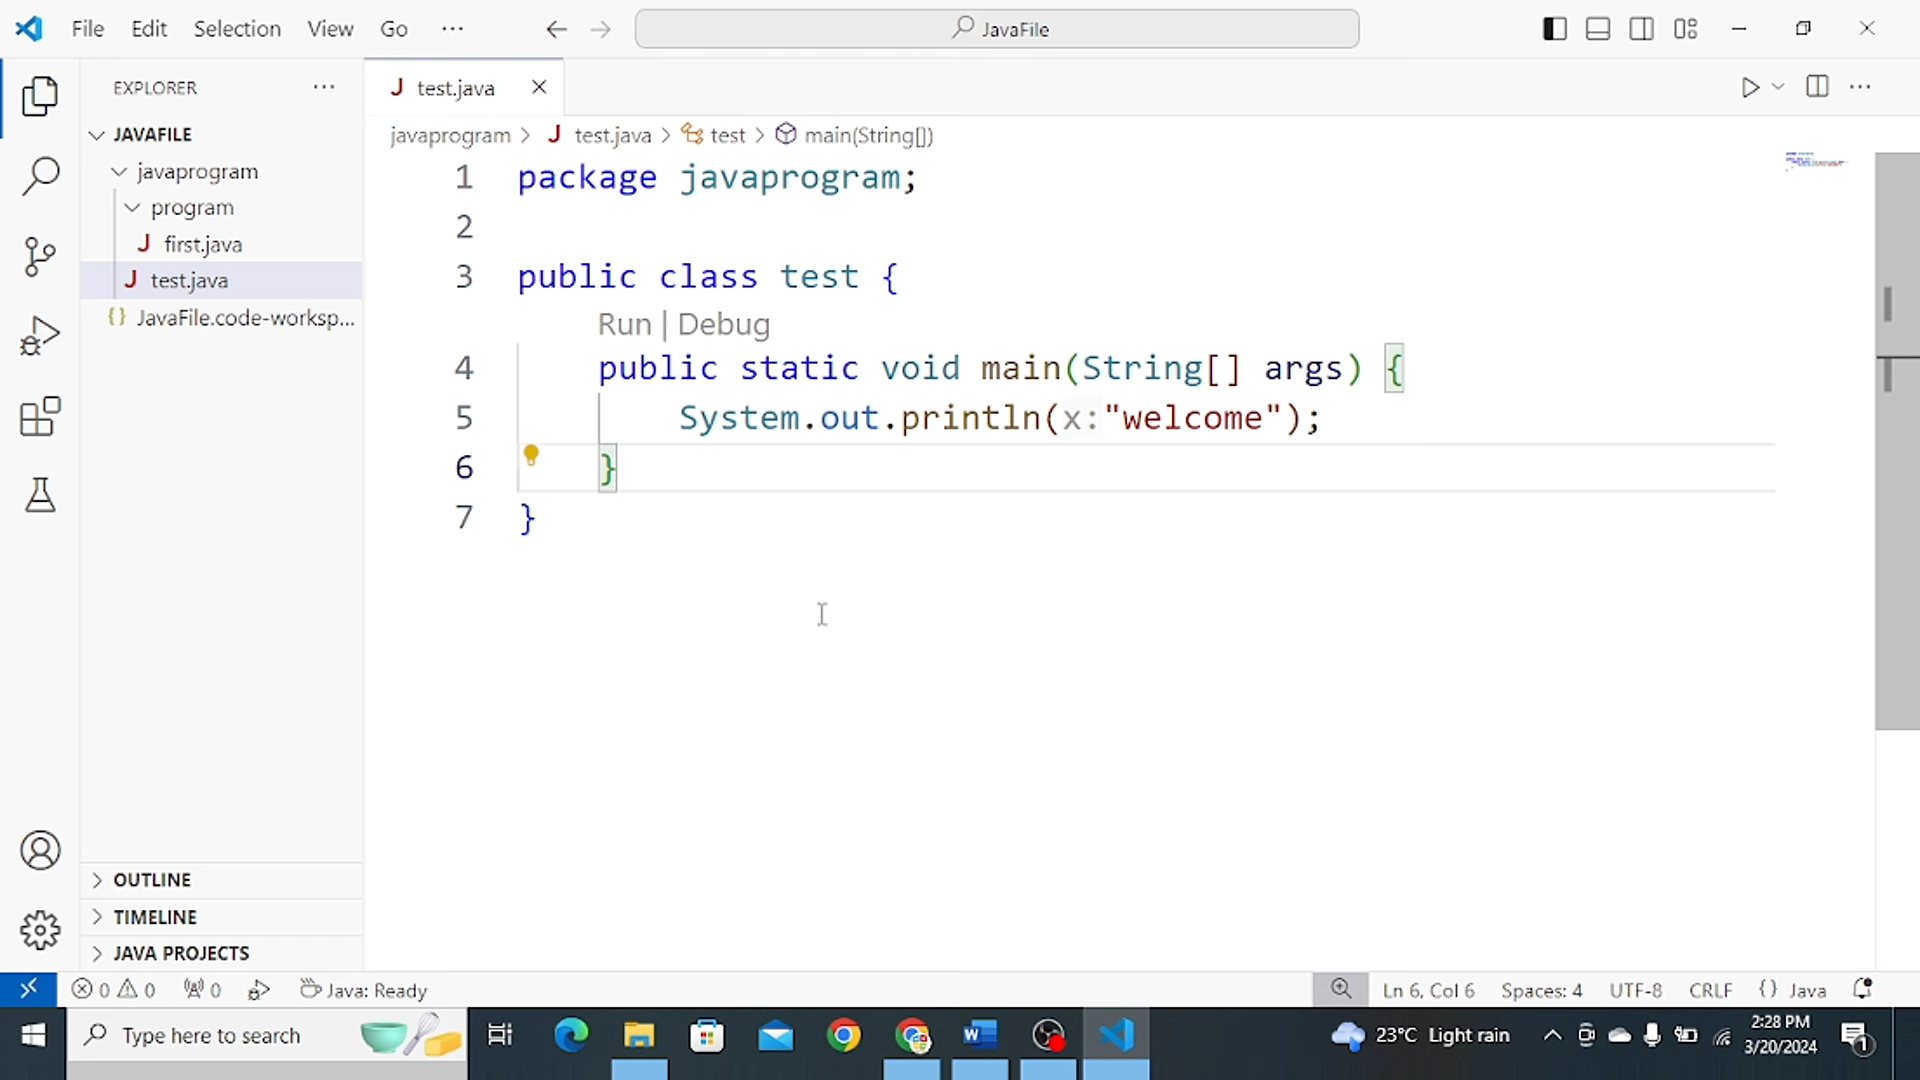 File Edit Selection View Go ...
JavaFile
EXPLORER ...
JAVAFILE
javaprogram
program
J first.java
J test.java
{} JavaFile.code-worksp...
OUTLINE
TIMELINE
JAVA PROJECTS
J test.java
javaprogram > J test.java > test > main(String[])
1 package javaprogram;
2
3 public class test {
Run | Debug
4 public static void main(String[] args) {
5 System.out.println(x:"welcome");
6 }
7 }
0 0 0 Java: Ready
Ln 6, Col 6 Spaces: 4 UTF-8 CRLF {} Java
Type here to search
23°C Light rain
2:28 PM
3/20/2024
1